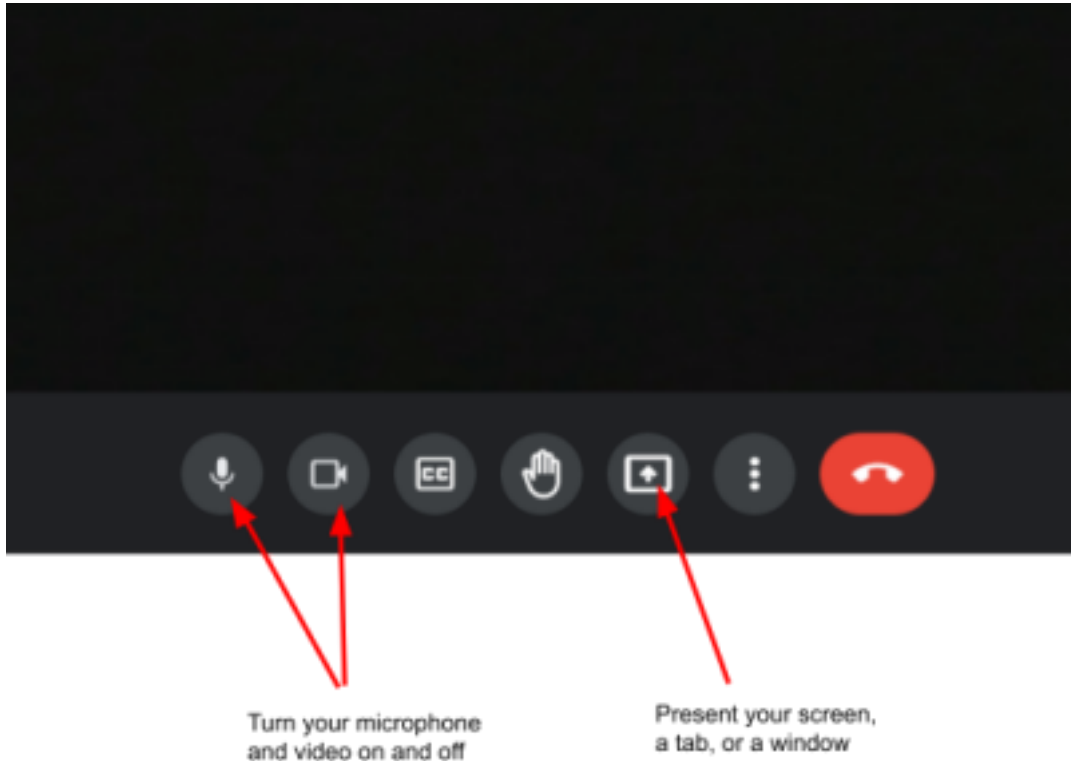 CC
Turn your microphone
and video on and off
Present your screen,
a tab, or a window